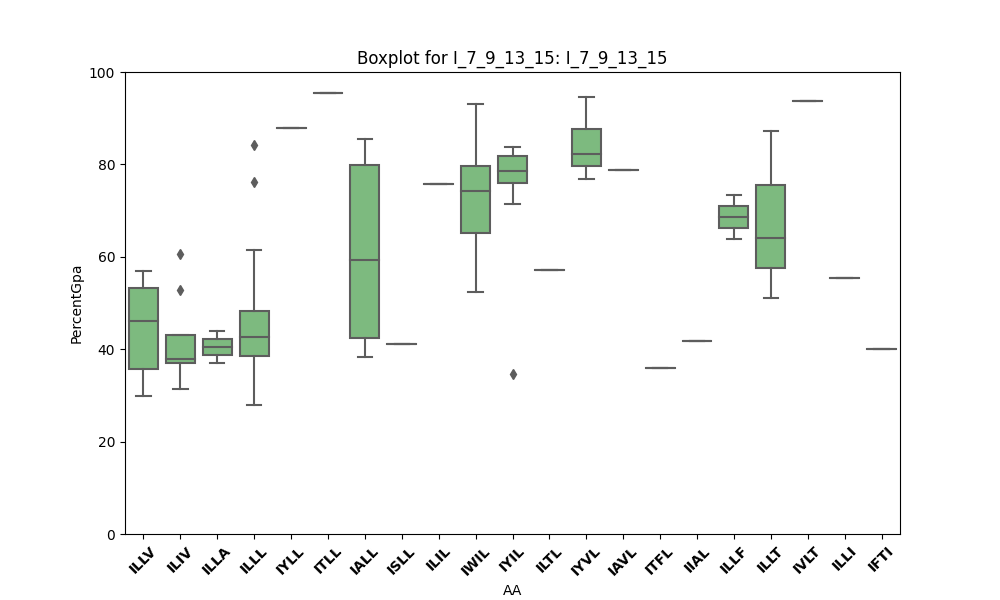 Boxplot for I_7_9_13_15: I_7_9_13_15
100
80
60
40
20
0
PercentGpa
ILLV ILIV ILLA ILLL IYLL ITLL IALL ISLL ILIL IWIL IYIL ILTL IYVL IAVL ITFL IIAL ILLF ILLT IVLT ILLI IFTI
AA